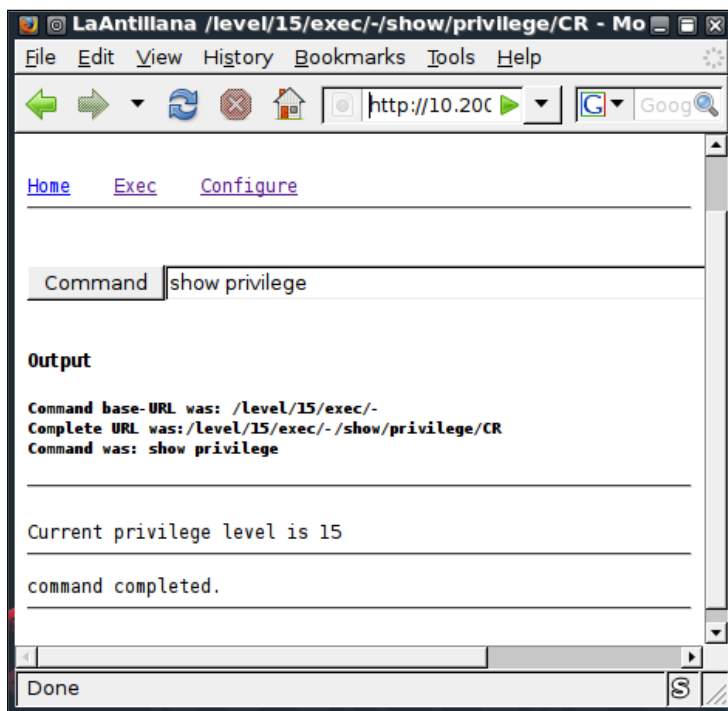 LaAntillana /level/15/exec/-/show/privilege/CR - Mo
File Edit View History Bookmarks Tools Help
http://10.200 G Goog
Home Exec Configure
Command show privilege
Output
Command base-URL was: /level/15/exec/-
Complete URL was:/level/15/exec/-/show/privilege/CR
Command was: show privilege
Current privilege level is 15
command completed.
Done S